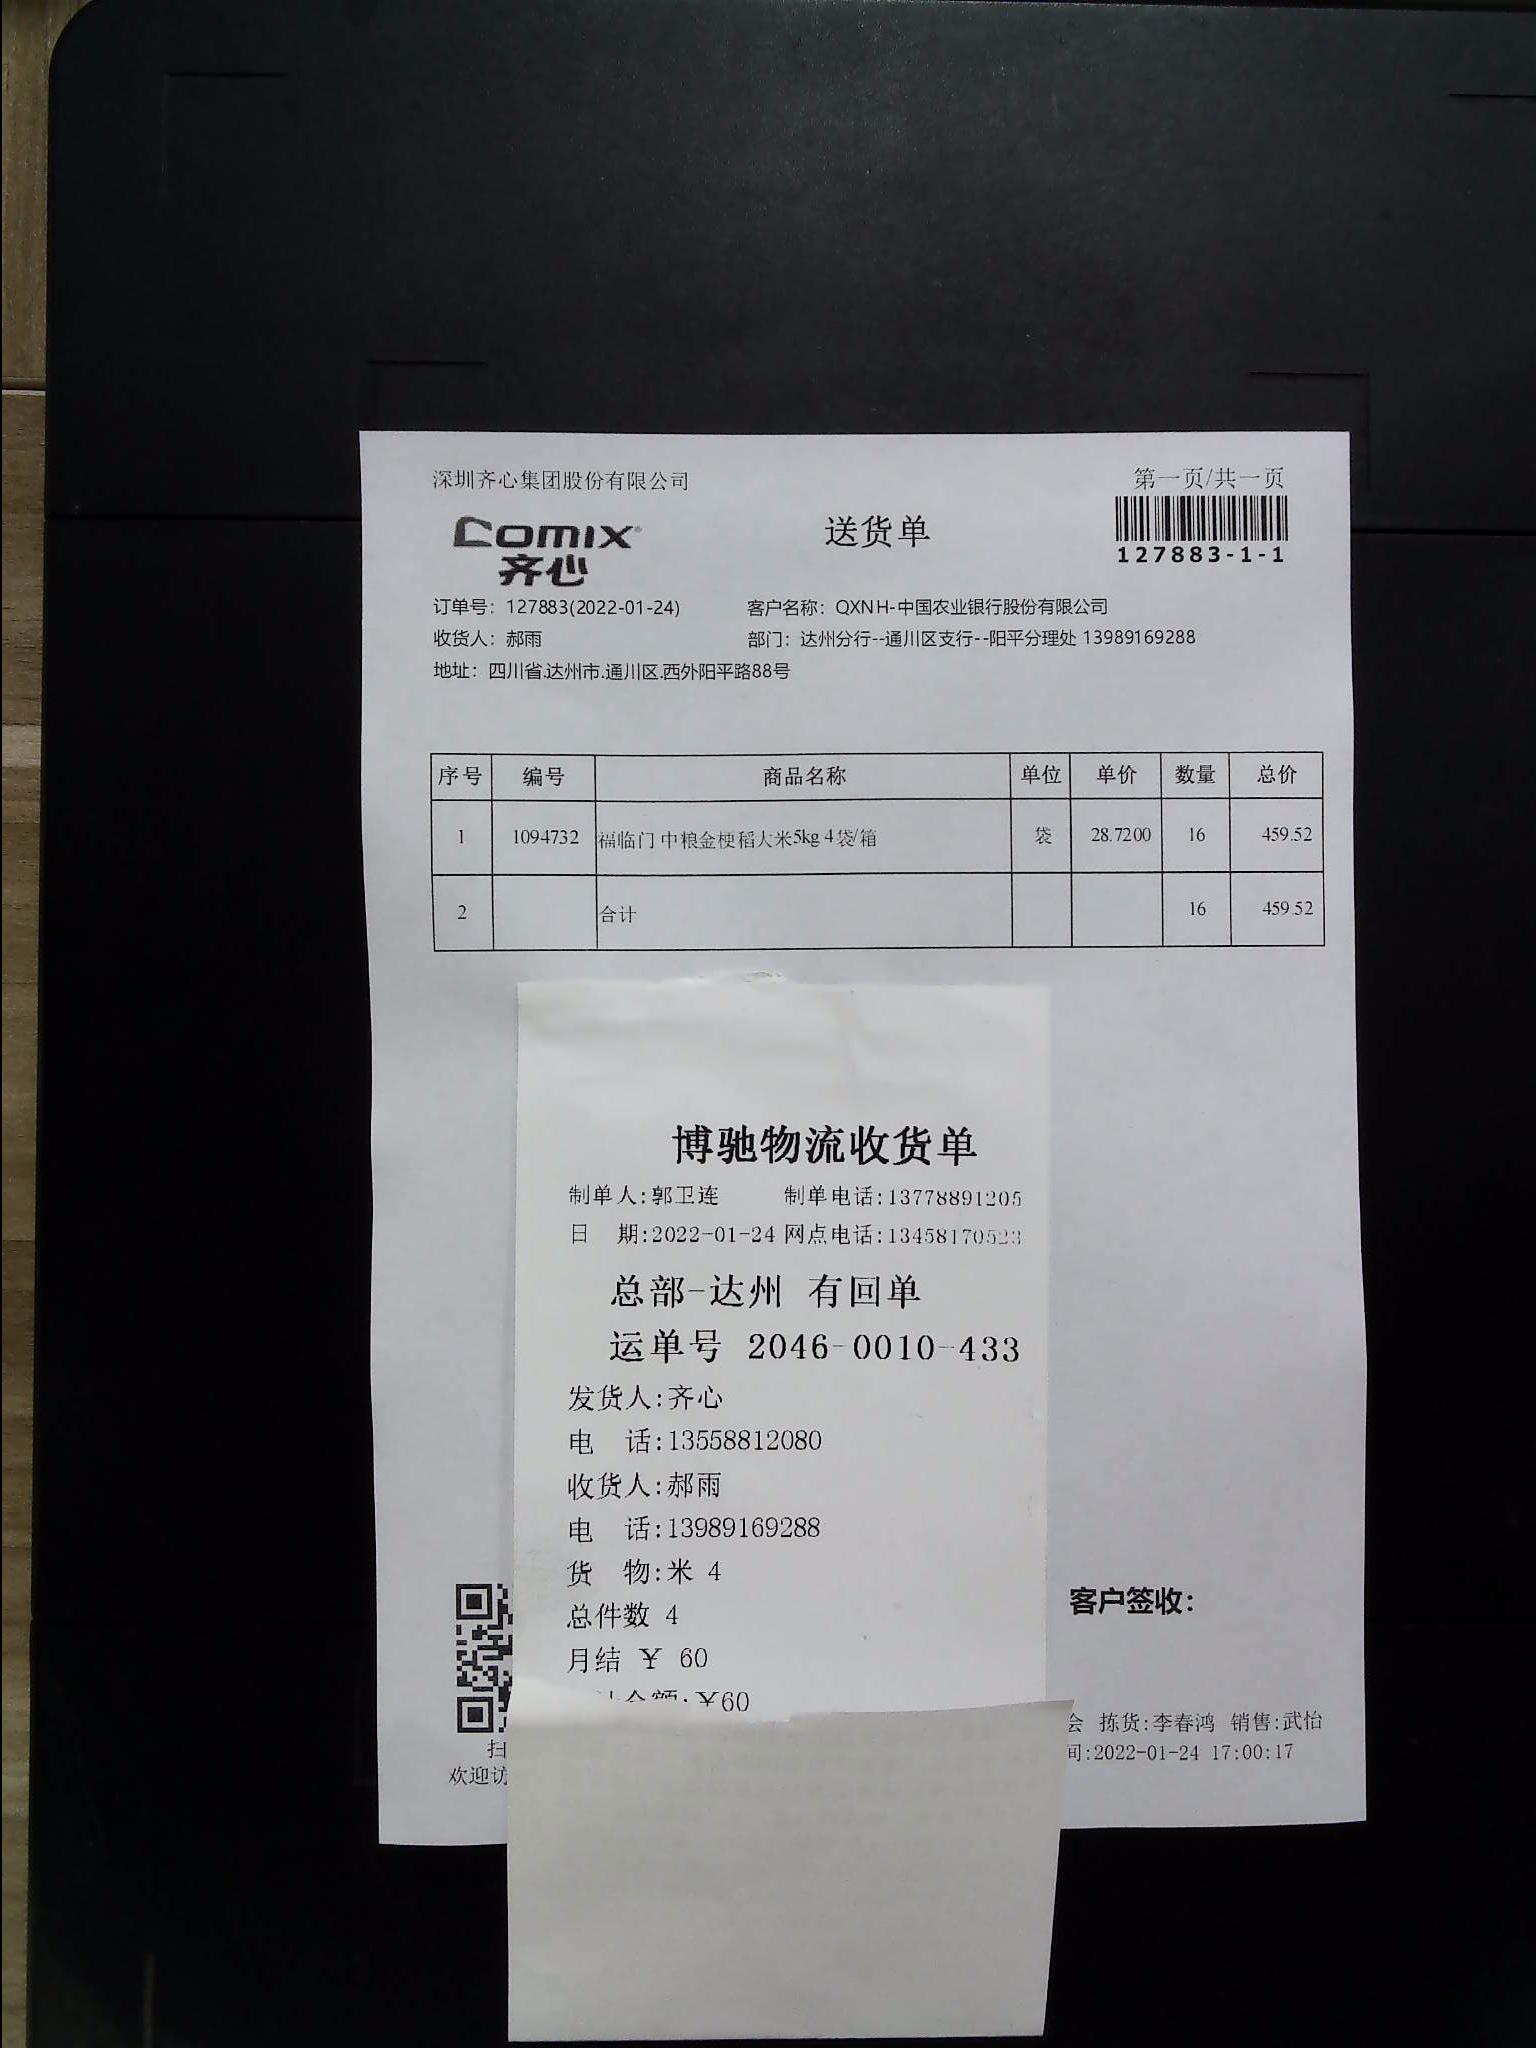 深圳齐心集团股份有限公司
第一页/共一页
comix
齐心
送货单
127883-1-1
订单号：127883(2022-01-24)
客户名称：QXNH-中国农业银行股份有限公司
收货人：郝雨
部门：达州分行--通川区支行--阳平分理处 13989169288
地址：四川省.达州市.通川区.西外阳平路88号
序号 编号 商品名称 单位 单价 数量 总价
1 1094732 福临门 中粮金梗稻大米5kg 4袋/箱 袋 28.7200 16 459.52
2 合计 16 459.52
博驰物流收货单
制单人:郭卫连 制单电话:13778891205
日 期:2022-01-24 网点电话:13458170523
总部-达州 有回单
运单号 2046-0010-433
发货人:齐心
电 话:13558812080
收货人:郝雨
电 话:13989169288
货 物:米 4
总件数 4
月结 ¥ 60
金额:¥60
客户签收：
会 拣货:李春鸿 销售:武怡
间:2022-01-24 17:00:17
扫
欢迎访